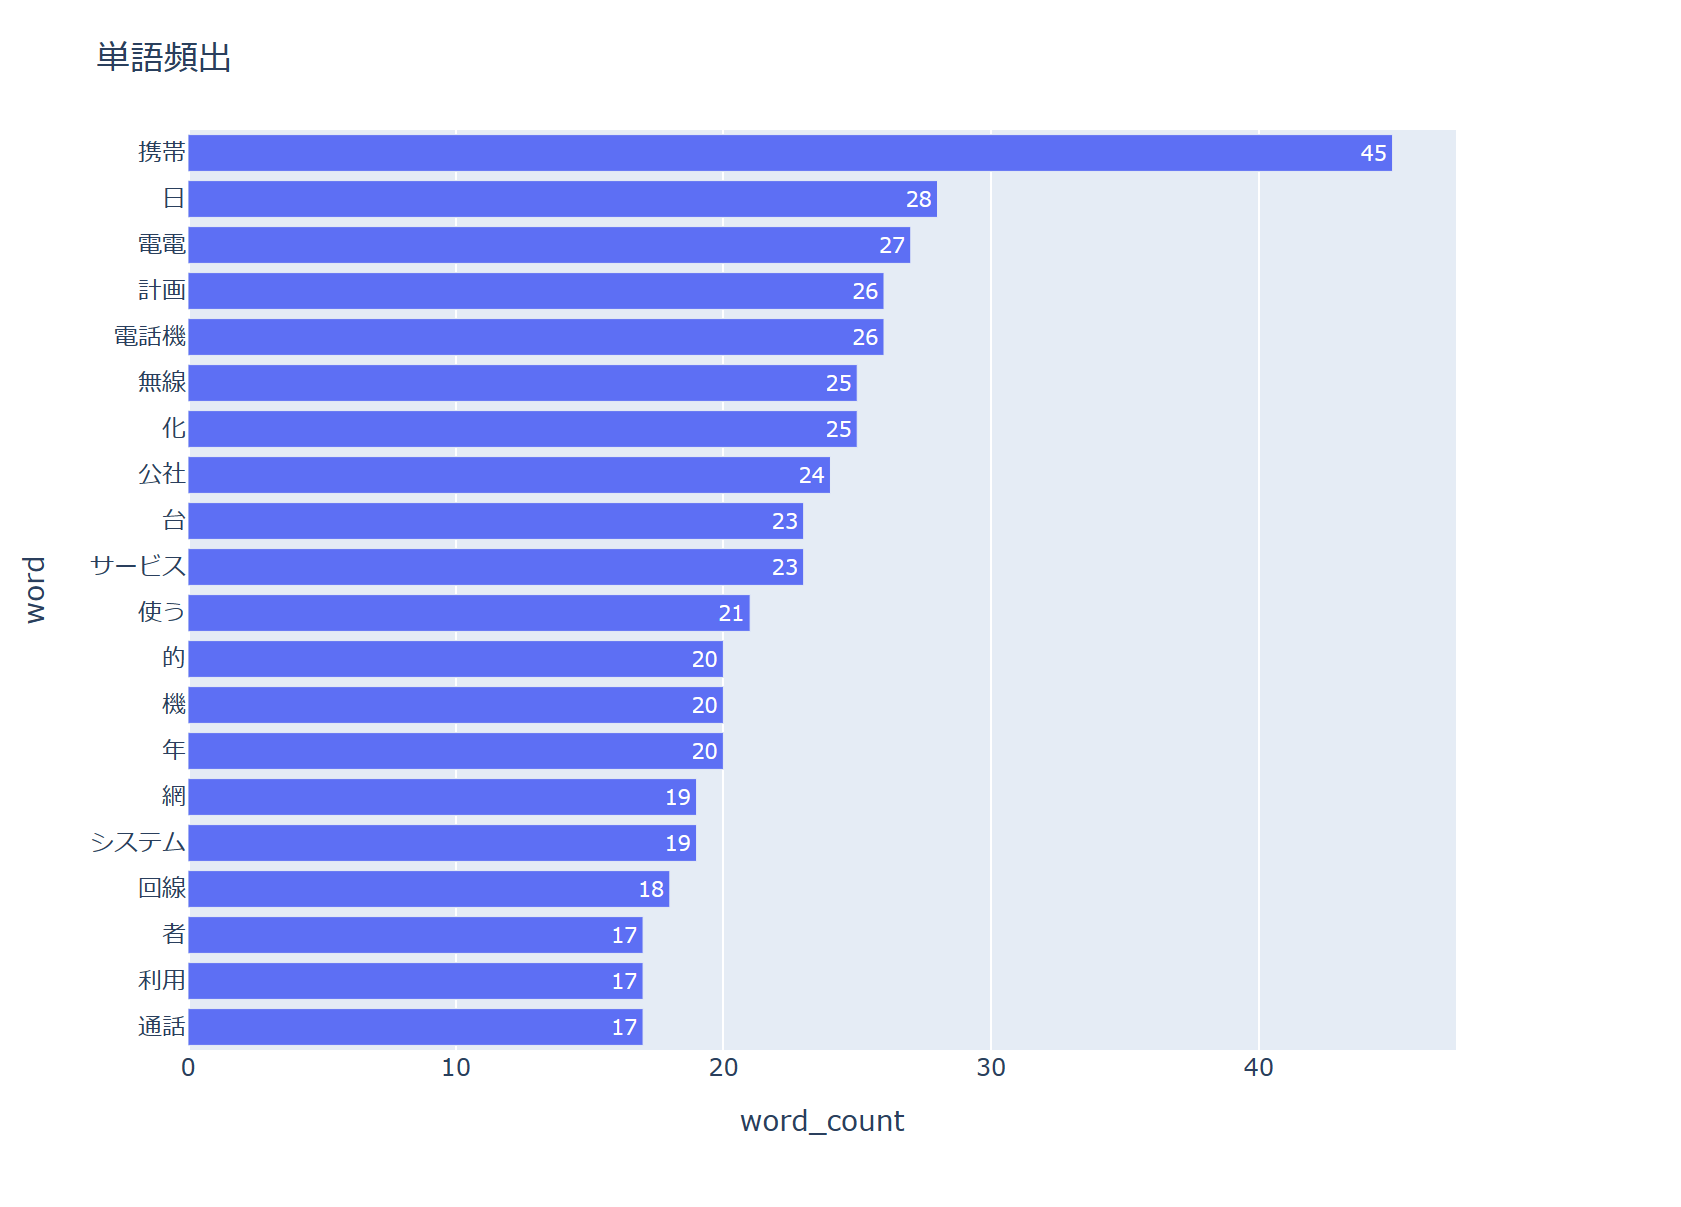 単語頻出
携帯 45
日 28
電電 27
計画 26
電話機 26
無線 25
化 25
公社 24
台 23
サービス 23
使う 21
的 20
機 20
年 20
網 19
システム 19
回線 18
者 17
利用 17
通話 17
0 10 20 30 40
word_count
word